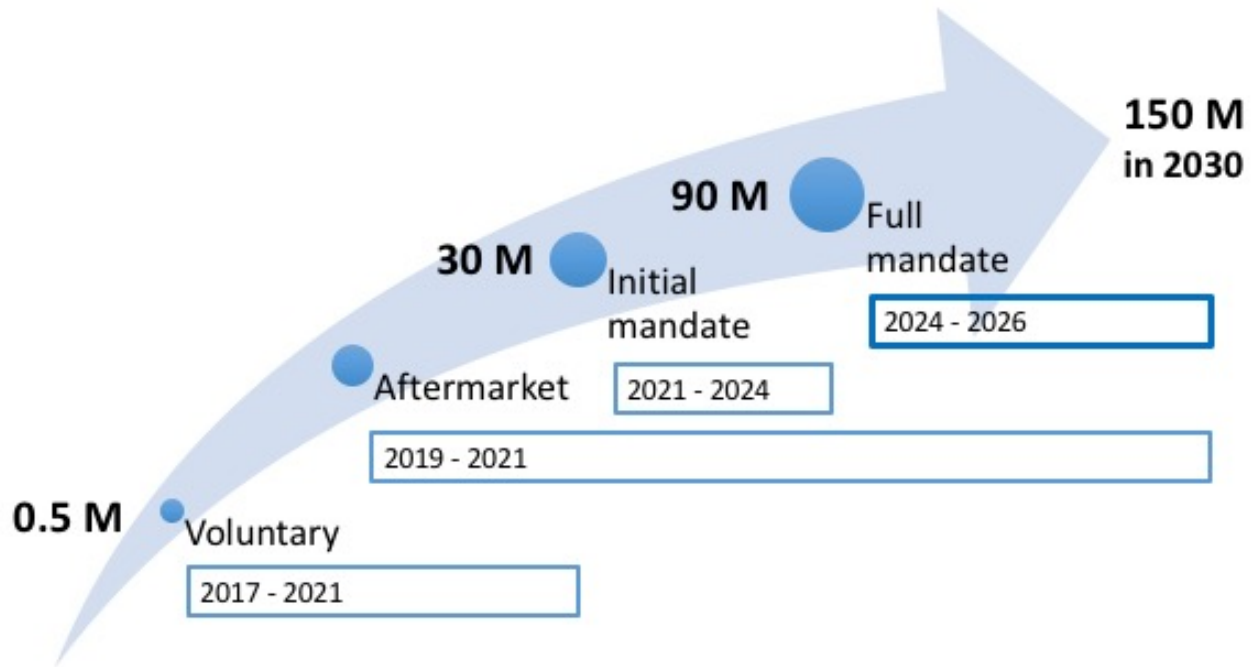 150 M
in 2030
90 M
Full
mandate
2024 - 2026
30 M
Initial
mandate
2021 - 2024
Aftermarket
2019 - 2021
0.5 M
Voluntary
2017 - 2021